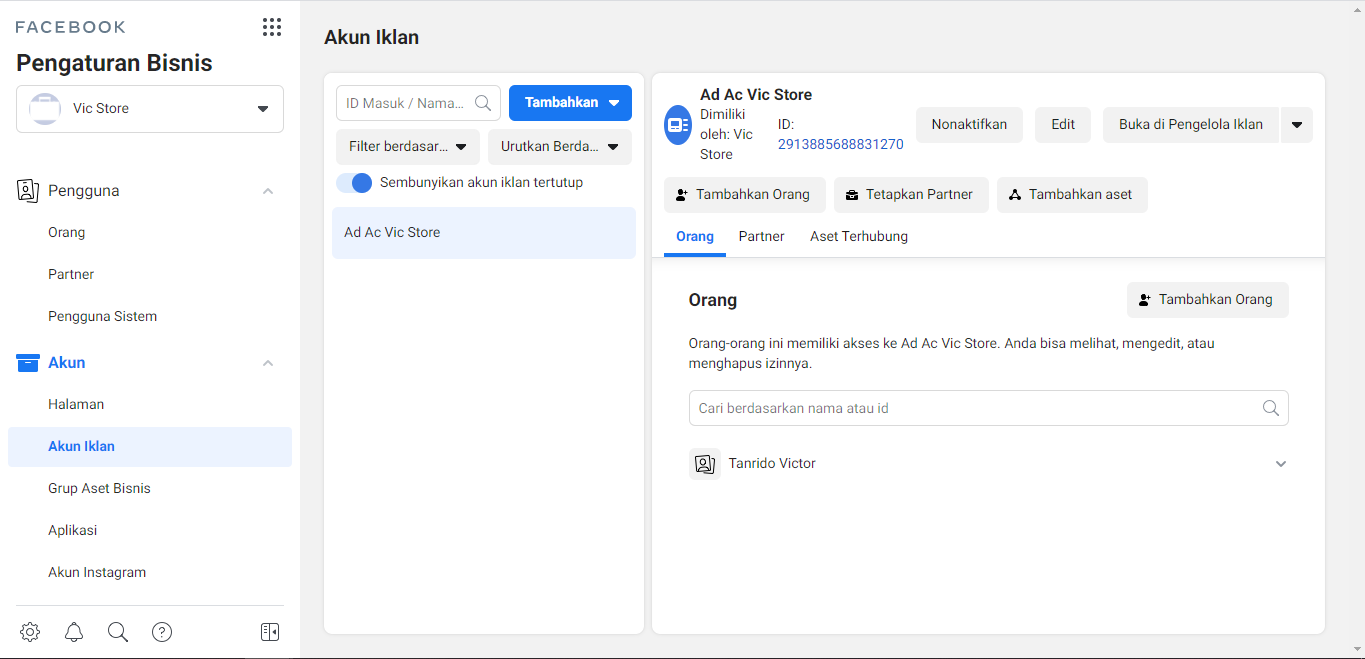 FACEBOOK
Pengaturan Bisnis
Vic Store
Pengguna
Orang
Partner
Pengguna Sistem
Akun
Halaman
Akun Iklan
Grup Aset Bisnis
Aplikasi
Akun Instagram
Akun Iklan
ID Masuk / Nama...
Tambahkan
Filter berdasar...
Urutkan Berda...
Sembunyikan akun iklan tertutup
Ad Ac Vic Store
Ad Ac Vic Store
Dimiliki
oleh: Vic
Store
ID:
2913885688831270
Nonaktifkan
Edit
Buka di Pengelola Iklan
Tambahkan Orang
Tetapkan Partner
Tambahkan aset
Orang
Partner
Aset Terhubung
Orang
Tambahkan Orang
Orang-orang ini memiliki akses ke Ad Ac Vic Store. Anda bisa melihat, mengedit, atau
menghapus izinnya.
Cari berdasarkan nama atau id
Tanrido Victor